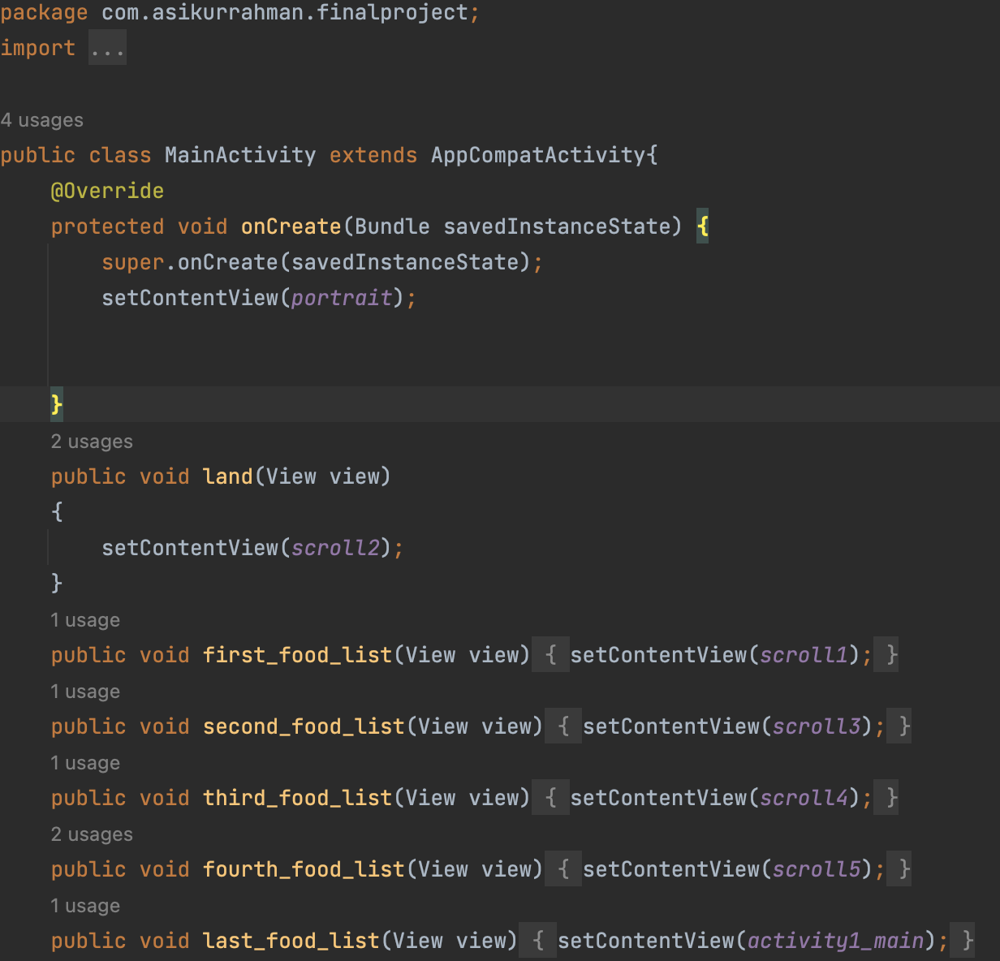 package com.asikurrahman.finalproject;
import ...
4 usages
public class MainActivity extends AppCompatActivity{
@Override
protected void onCreate(Bundle savedInstanceState) {
super.onCreate(savedInstanceState);
setContentView(portrait);
}
2 usages
public void land(View view)
{
setContentView(scroll2);
}
1 usage
public void first_food_list(View view) { setContentView(scroll1); }
1 usage
public void second_food_list(View view) { setContentView(scroll3); }
1 usage
public void third_food_list(View view) { setContentView(scroll4); }
2 usages
public void fourth_food_list(View view) { setContentView(scroll5); }
1 usage
public void last_food_list(View view) { setContentView(activity1_main); }